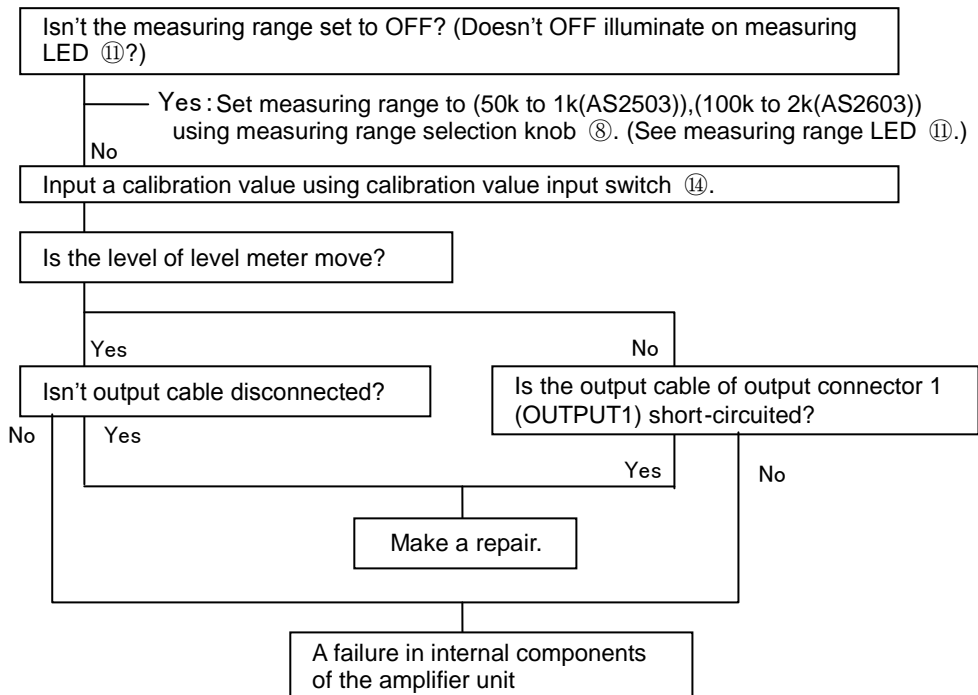 Isn't the measuring range set to OFF? (Doesn't OFF illuminate on measuring
LED ⑪?)
Yes: Set measuring range to (50k to 1k(AS2503)),(100k to 2k(AS2603))
using measuring range selection knob ⑧. (See measuring range LED ⑪.)
No
Input a calibration value using calibration value input switch ⑭.
Is the level of level meter move?
Yes
No
Isn't output cable disconnected?
Is the output cable of output connector 1
(OUTPUT1) short-circuited?
No
Yes
Yes
No
Make a repair.
A failure in internal components
of the amplifier unit